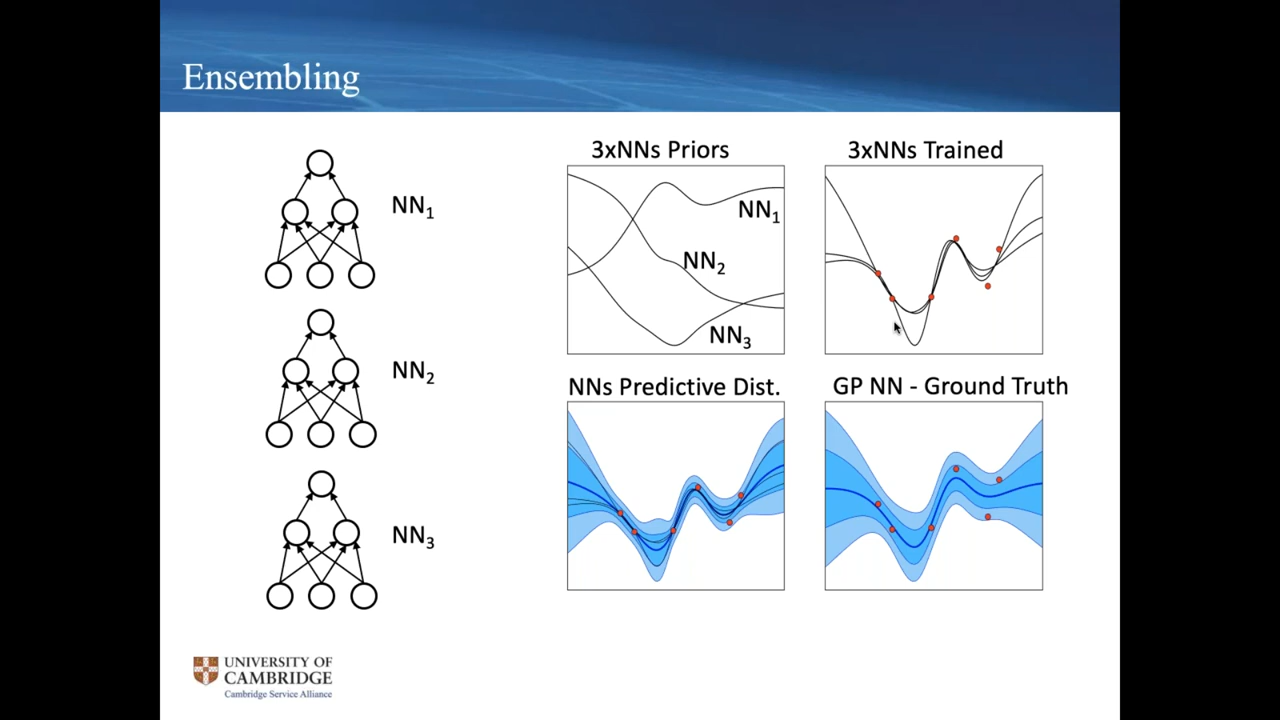 Ensembling
NN1
NN2
NN3
3xNNs Priors
NN1
NN2
NN3
3xNNs Trained
NNs Predictive Dist.
GP NN - Ground Truth
UNIVERSITY OF
CAMBRIDGE
Cambridge Service Alliance